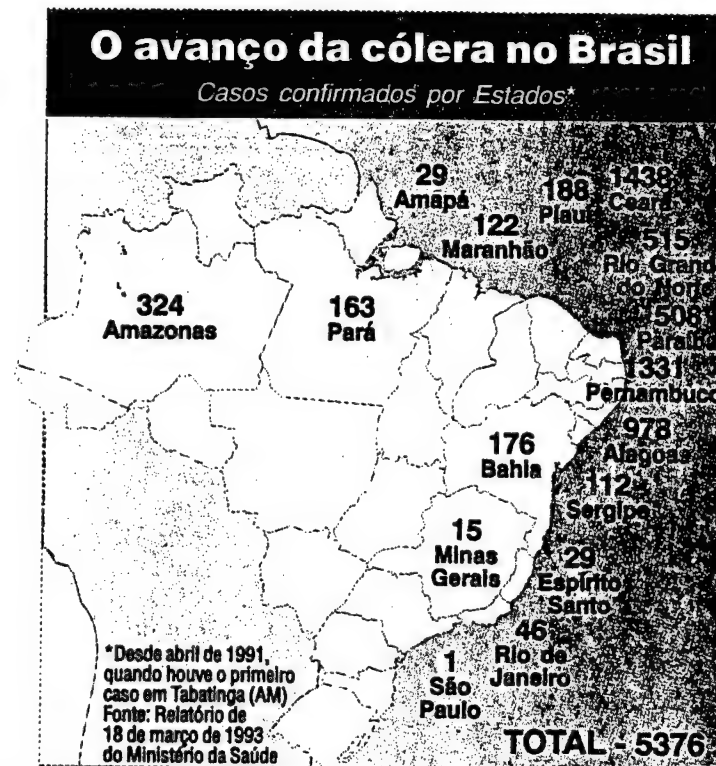 O avanço da cólera no Brasil
Casos confirmados por Estados*
29
Amapá
188
Piauí
1438
Ceará
122
Maranhão
515
Rio Grande
do Norte
324
Amazonas
163
Pará
508
Paraíba
1331
Pernambuco
176
Bahia
978
Alagoas
112
Sergipe
15
Minas
Gerais
29
Espírito
Santo
46
Rio de
Janeiro
1
São
Paulo
*Desde abril de 1991,
quando houve o primeiro
caso em Tabatinga (AM)
Fonte: Relatório de
18 de março de 1993
do Ministério da Saúde
TOTAL - 5376